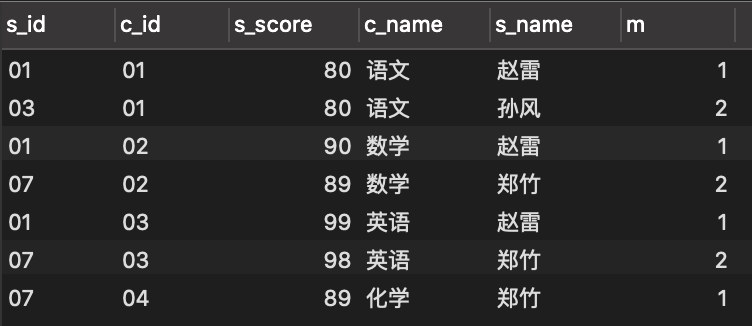 s_id c_id s_score c_name s_name m
01 01 80 语文 赵雷 1
03 01 80 语文 孙风 2
01 02 90 数学 赵雷 1
07 02 89 数学 郑竹 2
01 03 99 英语 赵雷 1
07 03 98 英语 郑竹 2
07 04 89 化学 郑竹 1